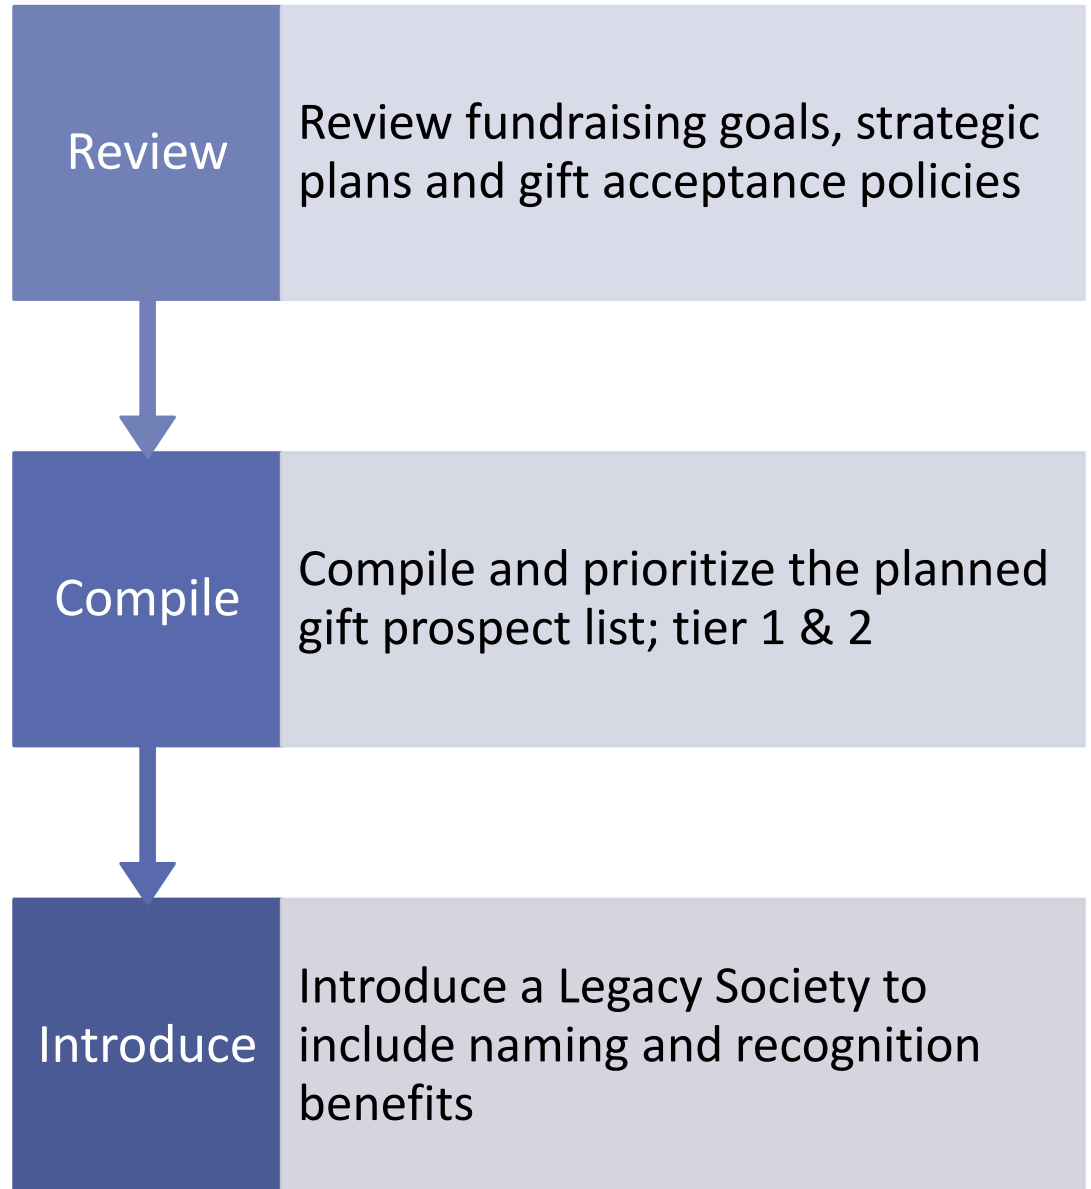 Review
Review fundraising goals, strategic
plans and gift acceptance policies
Compile
Compile and prioritize the planned
gift prospect list; tier 1 & 2
Introduce
Introduce a Legacy Society to
include naming and recognition
benefits